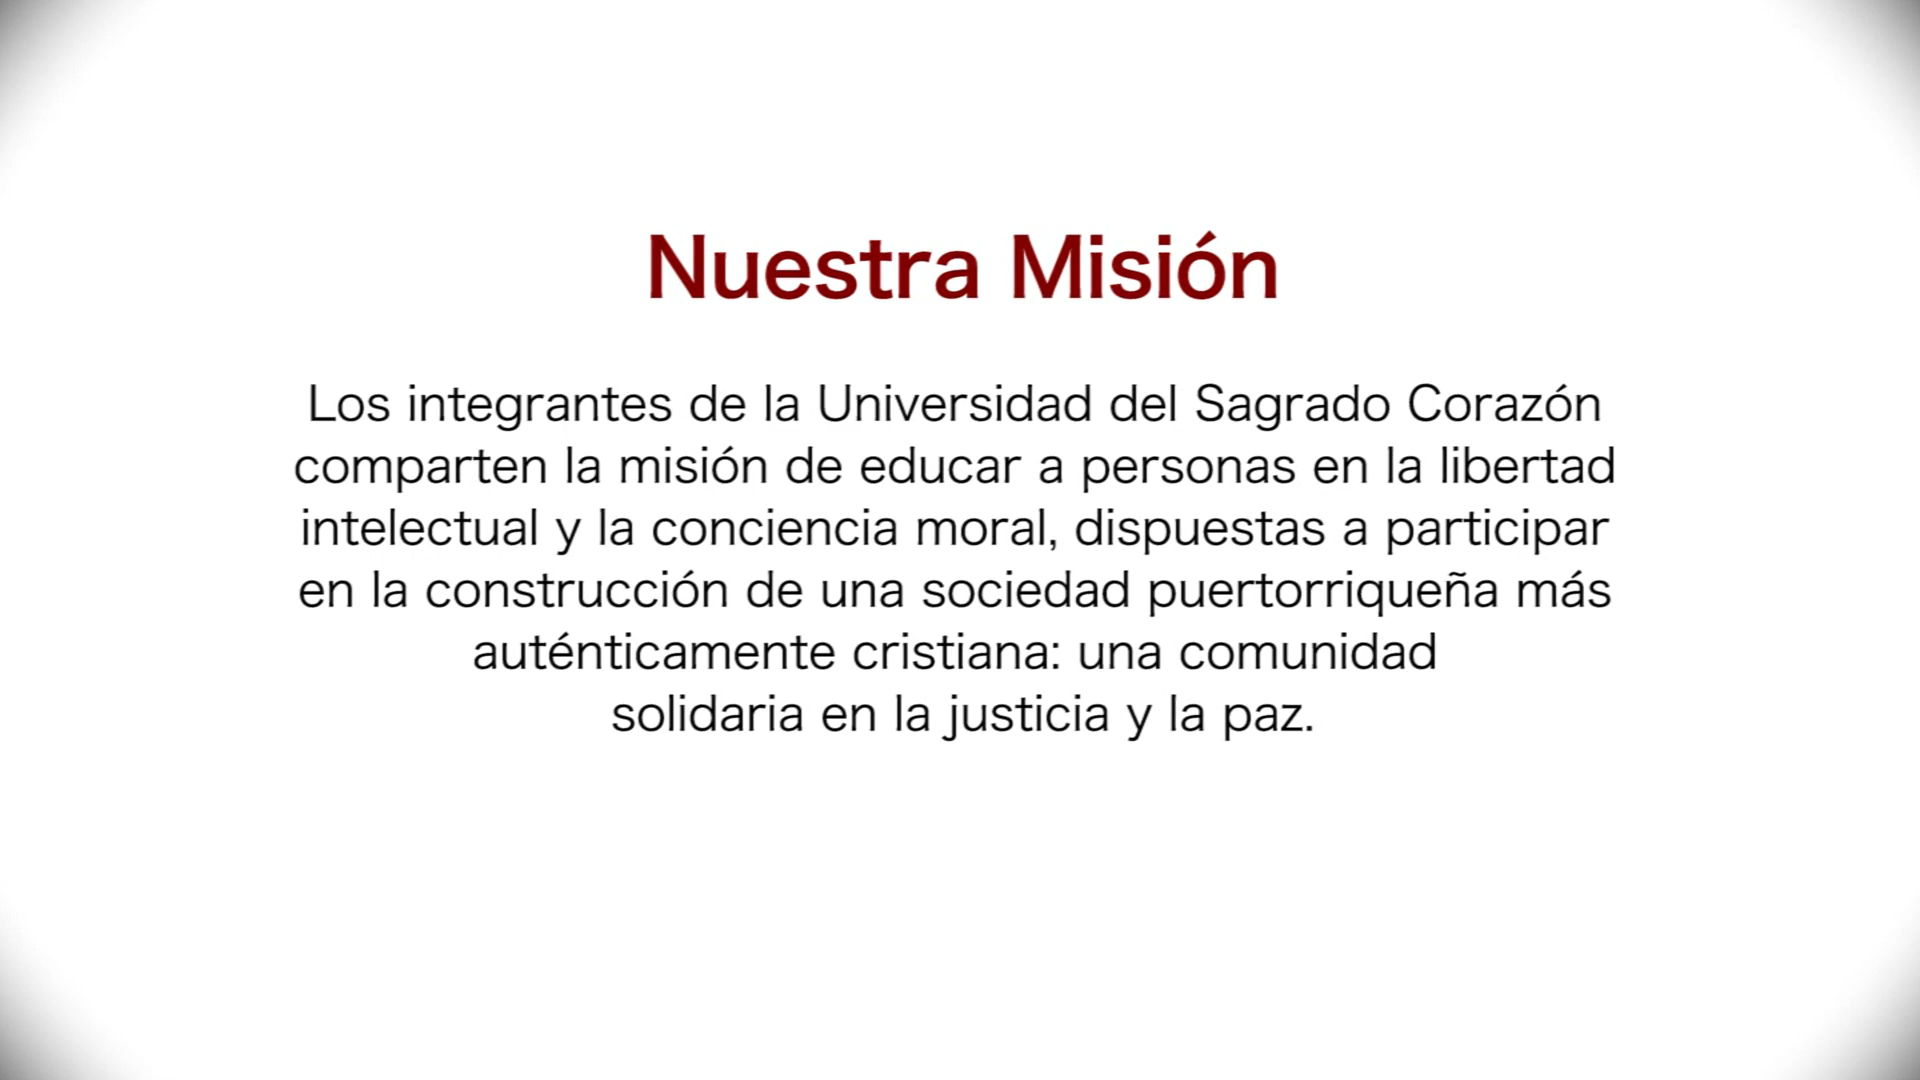 Nuestra Misión
Los integrantes de la Universidad del Sagrado Corazón
comparten la misión de educar a personas en la libertad
intelectual y la conciencia moral, dispuestas a participar
en la construcción de una sociedad puertorriqueña más
auténticamente cristiana: una comunidad
solidaria en la justicia y la paz.